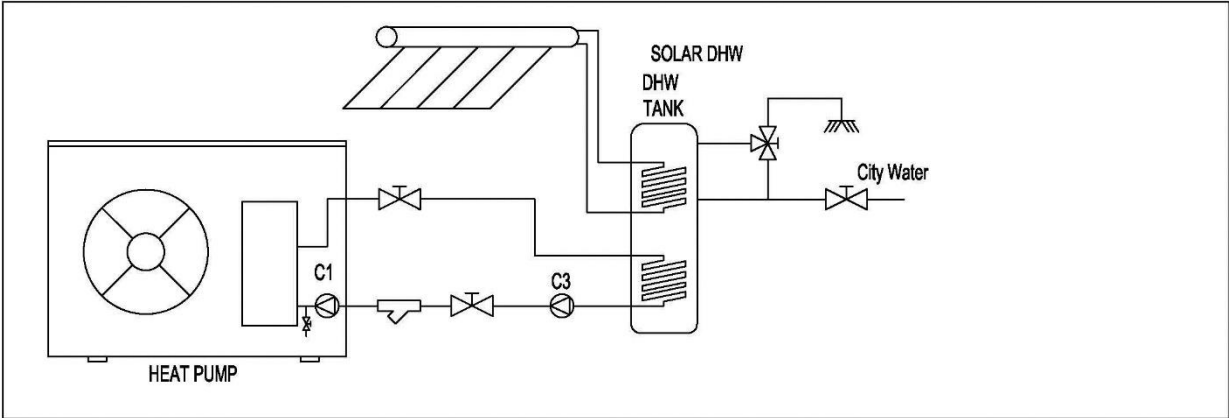 SOLAR DHW
DHW
TANK
City Water
C1
C3
HEAT PUMP